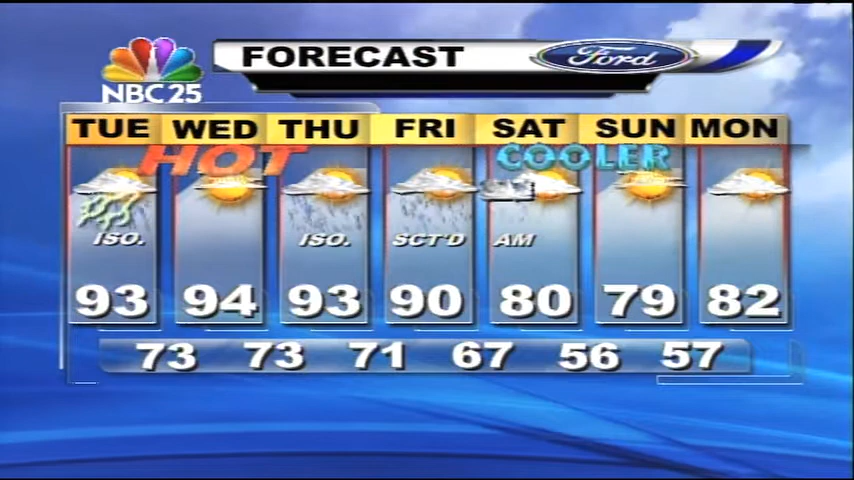 FORECAST
Ford
NBC 25
TUE WED THU FRI SAT SUN MON
HOT COOLER
ISO. ISO. SCT'D AM
93 94 93 90 80 79 82
73 73 71 67 56 57